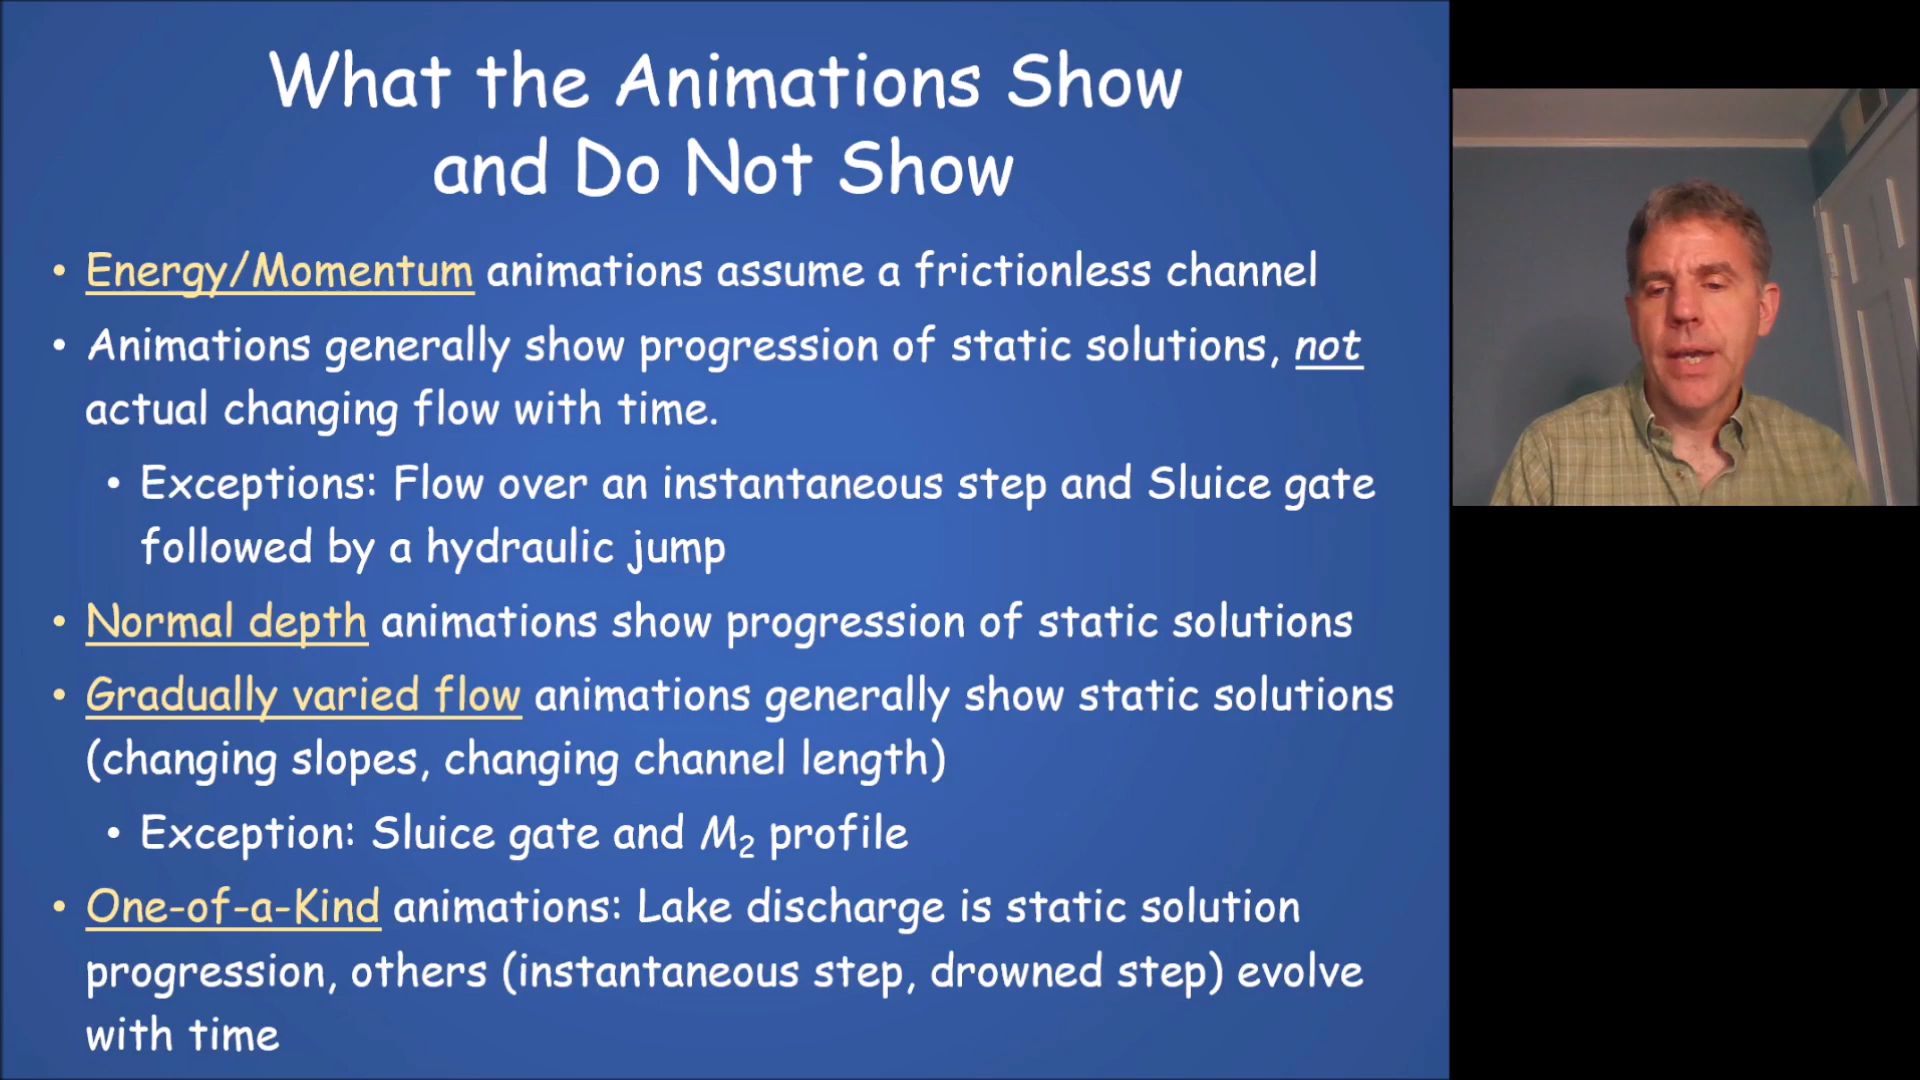 What the Animations Show
and Do Not Show
• Energy/Momentum animations assume a frictionless channel
• Animations generally show progression of static solutions, not
actual changing flow with time.
• Exceptions: Flow over an instantaneous step and Sluice gate
followed by a hydraulic jump
• Normal depth animations show progression of static solutions
• Gradually varied flow animations generally show static solutions
(changing slopes, changing channel length)
• Exception: Sluice gate and M₂ profile
• One-of-a-Kind animations: Lake discharge is static solution
progression, others (instantaneous step, drowned step) evolve
with time